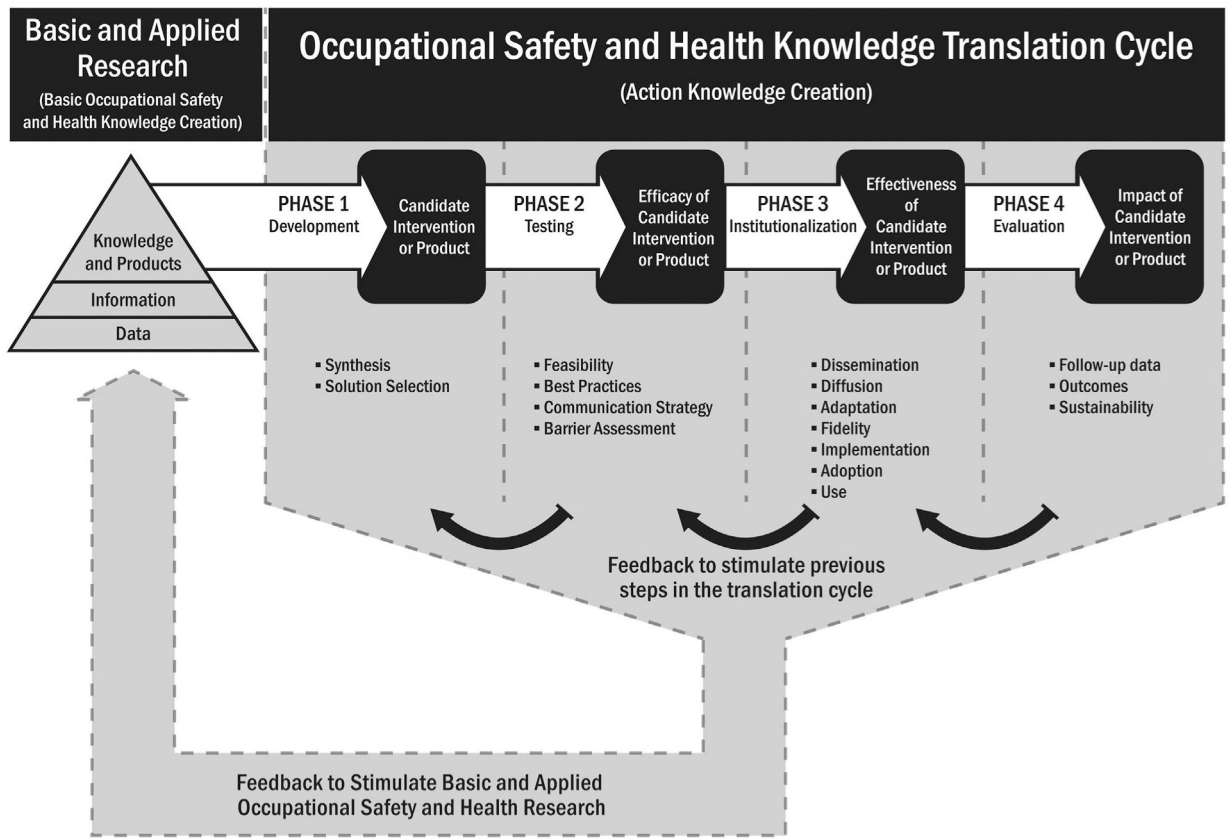 Basic and Applied
Research
(Basic Occupational Safety
and Health Knowledge Creation)
Occupational Safety and Health Knowledge Translation Cycle
(Action Knowledge Creation)
Knowledge
and Products
Information
Data
PHASE 1
Development
Candidate
Intervention
or Product
PHASE 2
Testing
Efficacy of
Candidate
Intervention
or Product
PHASE 3
Institutionalization
Effectiveness
of
Candidate
Intervention
or Product
PHASE 4
Evaluation
Impact of
Candidate
Intervention
or Product
▪ Synthesis
▪ Solution Selection
▪ Feasibility
▪ Best Practices
▪ Communication Strategy
▪ Barrier Assessment
▪ Dissemination
▪ Diffusion
▪ Adaptation
▪ Fidelity
▪ Implementation
▪ Adoption
▪ Use
▪ Follow-up data
▪ Outcomes
▪ Sustainability
Feedback to stimulate previous
steps in the translation cycle
Feedback to Stimulate Basic and Applied
Occupational Safety and Health Research